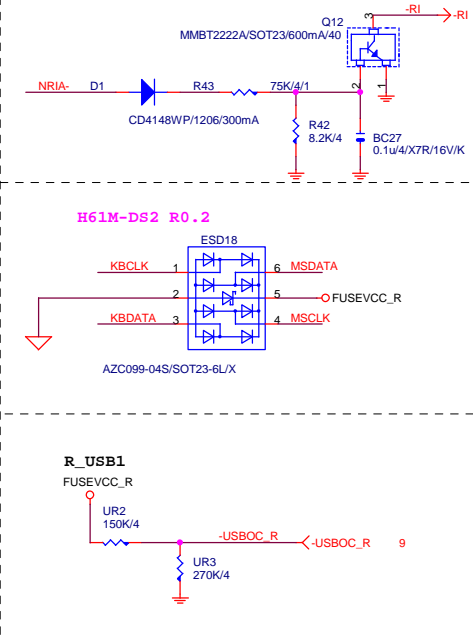 -RI
-RI
Q12
MMBT2222A/SOT23/600mA/40
3
2
1
NRIA-
D1
R43
75K/4/1
CD4148WP/1206/300mA
R42
8.2K/4
BC27
0.1u/4/X7R/16V/K
H61M-DS2 R0.2
ESD18
KBCLK
1
6
MSDATA
2
5
FUSEVCC_R
KBDATA
3
4
MSCLK
AZC099-04S/SOT23-6L/X
R_USB1
FUSEVCC_R
UR2
150K/4
-USBOC_R
-USBOC_R
9
UR3
270K/4